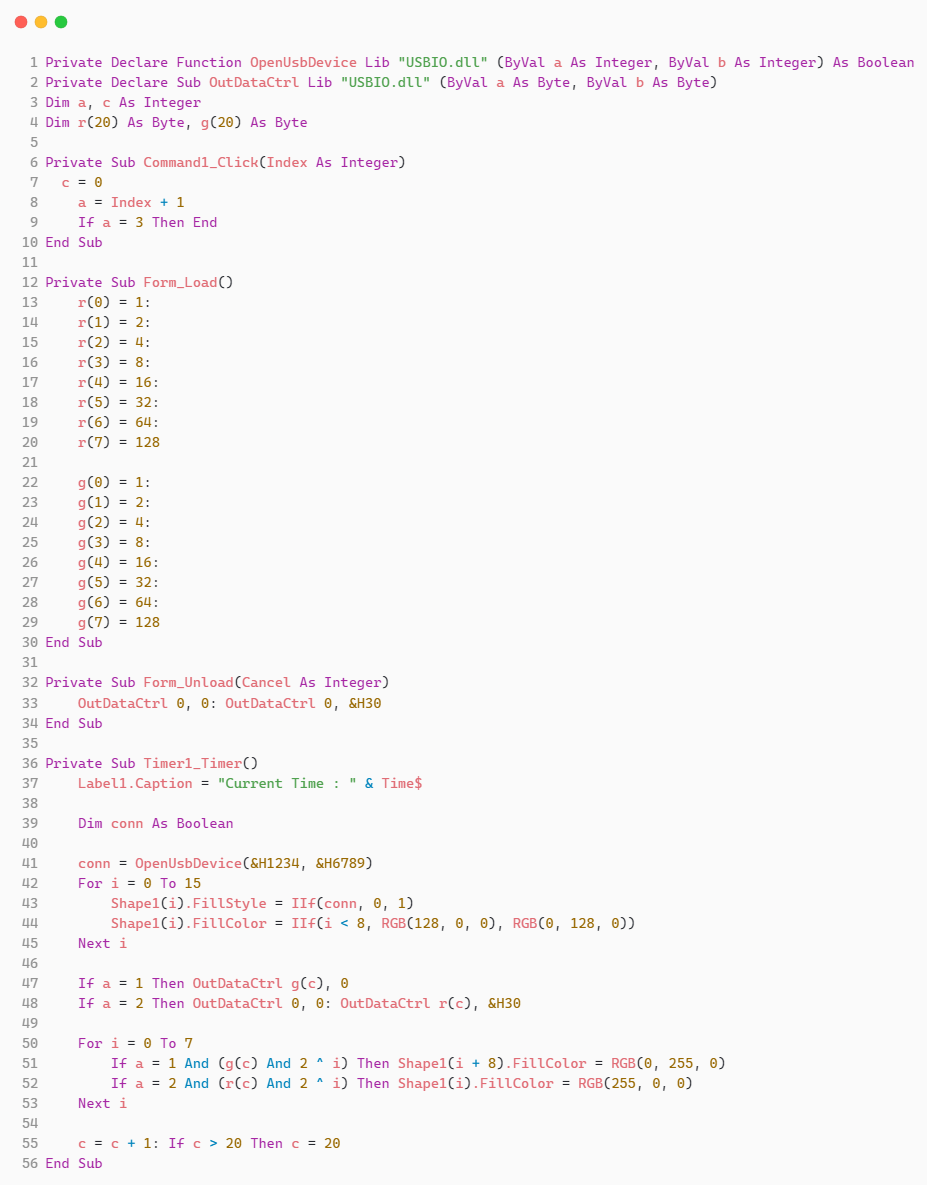 1 Private Declare Function OpenUsbDevice Lib "USBIO.dll" (ByVal a As Integer, ByVal b As Integer) As Boolean
2 Private Declare Sub OutDataCtrl Lib "USBIO.dll" (ByVal a As Byte, ByVal b As Byte)
3 Dim a, c As Integer
4 Dim r(20) As Byte, g(20) As Byte
5
6 Private Sub Command1_Click(Index As Integer)
7   c = 0
8     a = Index + 1
9     If a = 3 Then End
10 End Sub
11
12 Private Sub Form_Load()
13     r(0) = 1:
14     r(1) = 2:
15     r(2) = 4:
16     r(3) = 8:
17     r(4) = 16:
18     r(5) = 32:
19     r(6) = 64:
20     r(7) = 128
21
22     g(0) = 1:
23     g(1) = 2:
24     g(2) = 4:
25     g(3) = 8:
26     g(4) = 16:
27     g(5) = 32:
28     g(6) = 64:
29     g(7) = 128
30 End Sub
31
32 Private Sub Form_Unload(Cancel As Integer)
33     OutDataCtrl 0, 0: OutDataCtrl 0, &H30
34 End Sub
35
36 Private Sub Timer1_Timer()
37     Label1.Caption = "Current Time : " & Time$
38
39     Dim conn As Boolean
40
41     conn = OpenUsbDevice(&H1234, &H6789)
42     For i = 0 To 15
43         Shape1(i).FillStyle = IIf(conn, 0, 1)
44         Shape1(i).FillColor = IIf(i < 8, RGB(128, 0, 0), RGB(0, 128, 0))
45     Next i
46
47     If a = 1 Then OutDataCtrl g(c), 0
48     If a = 2 Then OutDataCtrl 0, 0: OutDataCtrl r(c), &H30
49
50     For i = 0 To 7
51         If a = 1 And (g(c) And 2 ^ i) Then Shape1(i + 8).FillColor = RGB(0, 255, 0)
52         If a = 2 And (r(c) And 2 ^ i) Then Shape1(i).FillColor = RGB(255, 0, 0)
53     Next i
54
55     c = c + 1: If c > 20 Then c = 20
56 End Sub